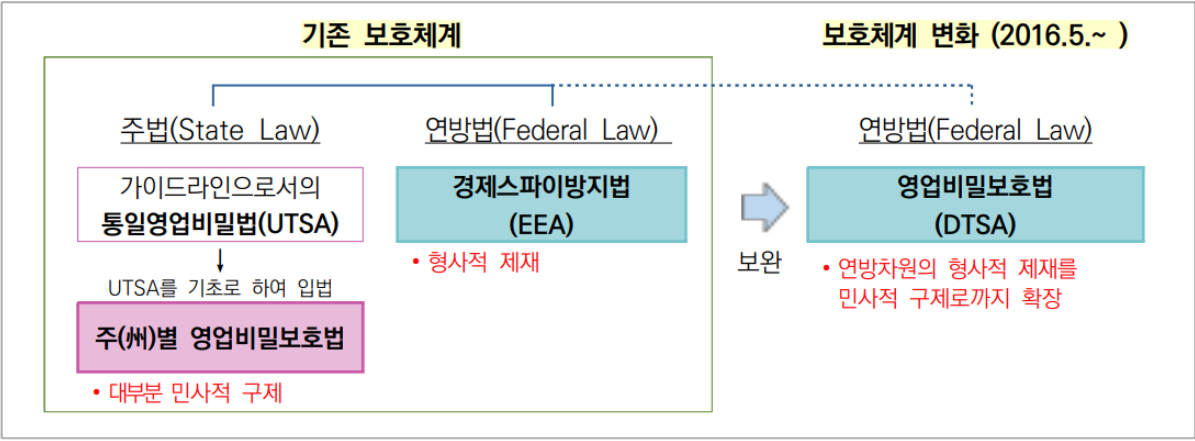 기존 보호체계
보호체계 변화 (2016.5.~ )
주법(State Law)
연방법(Federal Law)
연방법(Federal Law)
가이드라인으로서의
통일영업비밀법(UTSA)
경제스파이방지법
(EEA)
영업비밀보호법
(DTSA)
• 형사적 제재
보완
• 연방차원의 형사적 제재를
민사적 구제로까지 확장
UTSA를 기초로 하여 입법
주(州)별 영업비밀보호법
• 대부분 민사적 구제